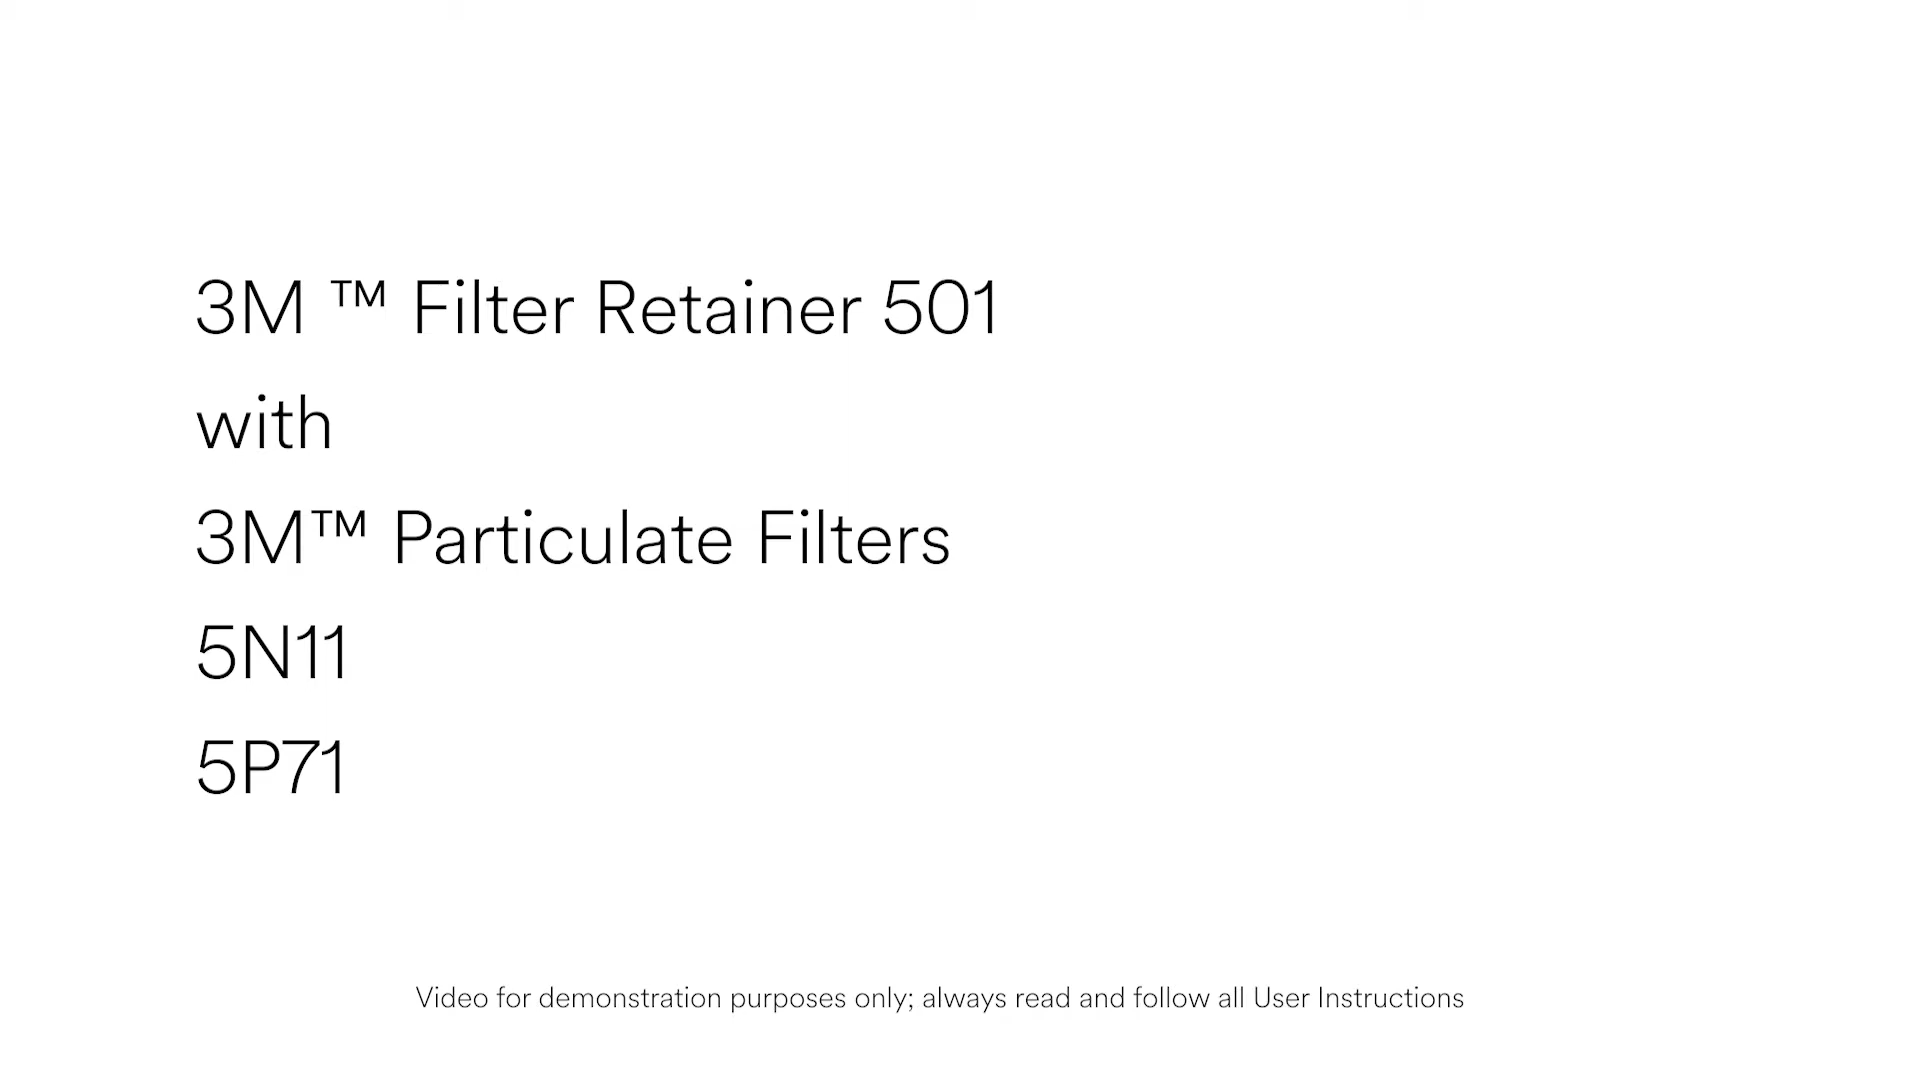 3M ™ Filter Retainer 501
with
3M™ Particulate Filters
5N11
5P71
Video for demonstration purposes only; always read and follow all User Instructions